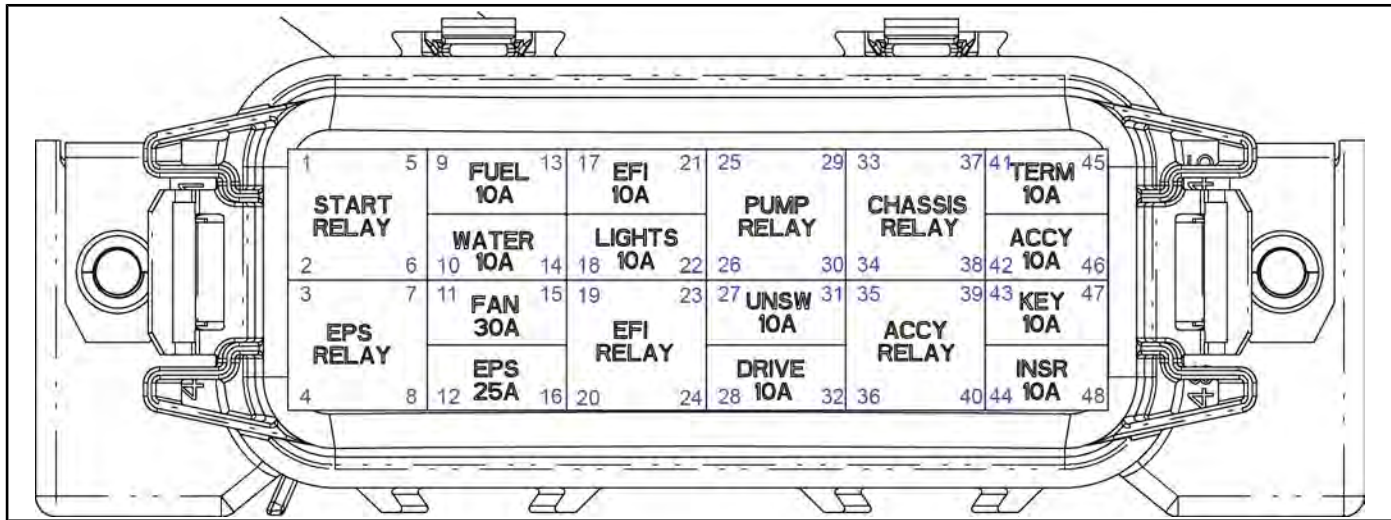 1 5 9 FUEL 13 17 EFI 21 25 29 33 37 41 TERM 45
10A 10A 10A
START
RELAY
PUMP
RELAY
CHASSIS
RELAY
WATER
10A
LIGHTS
10A
ACCY
10A
2 6 10 14 18 22 26 30 34 38 42 46
3 7 11 15 19 23 27 31 35 39 43 47
EPS
RELAY
FAN
30A
EFI
RELAY
UNSW
10A
ACCY
RELAY
KEY
10A
EPS
25A
DRIVE
10A
INSR
10A
4 8 12 16 20 24 28 32 36 40 44 48